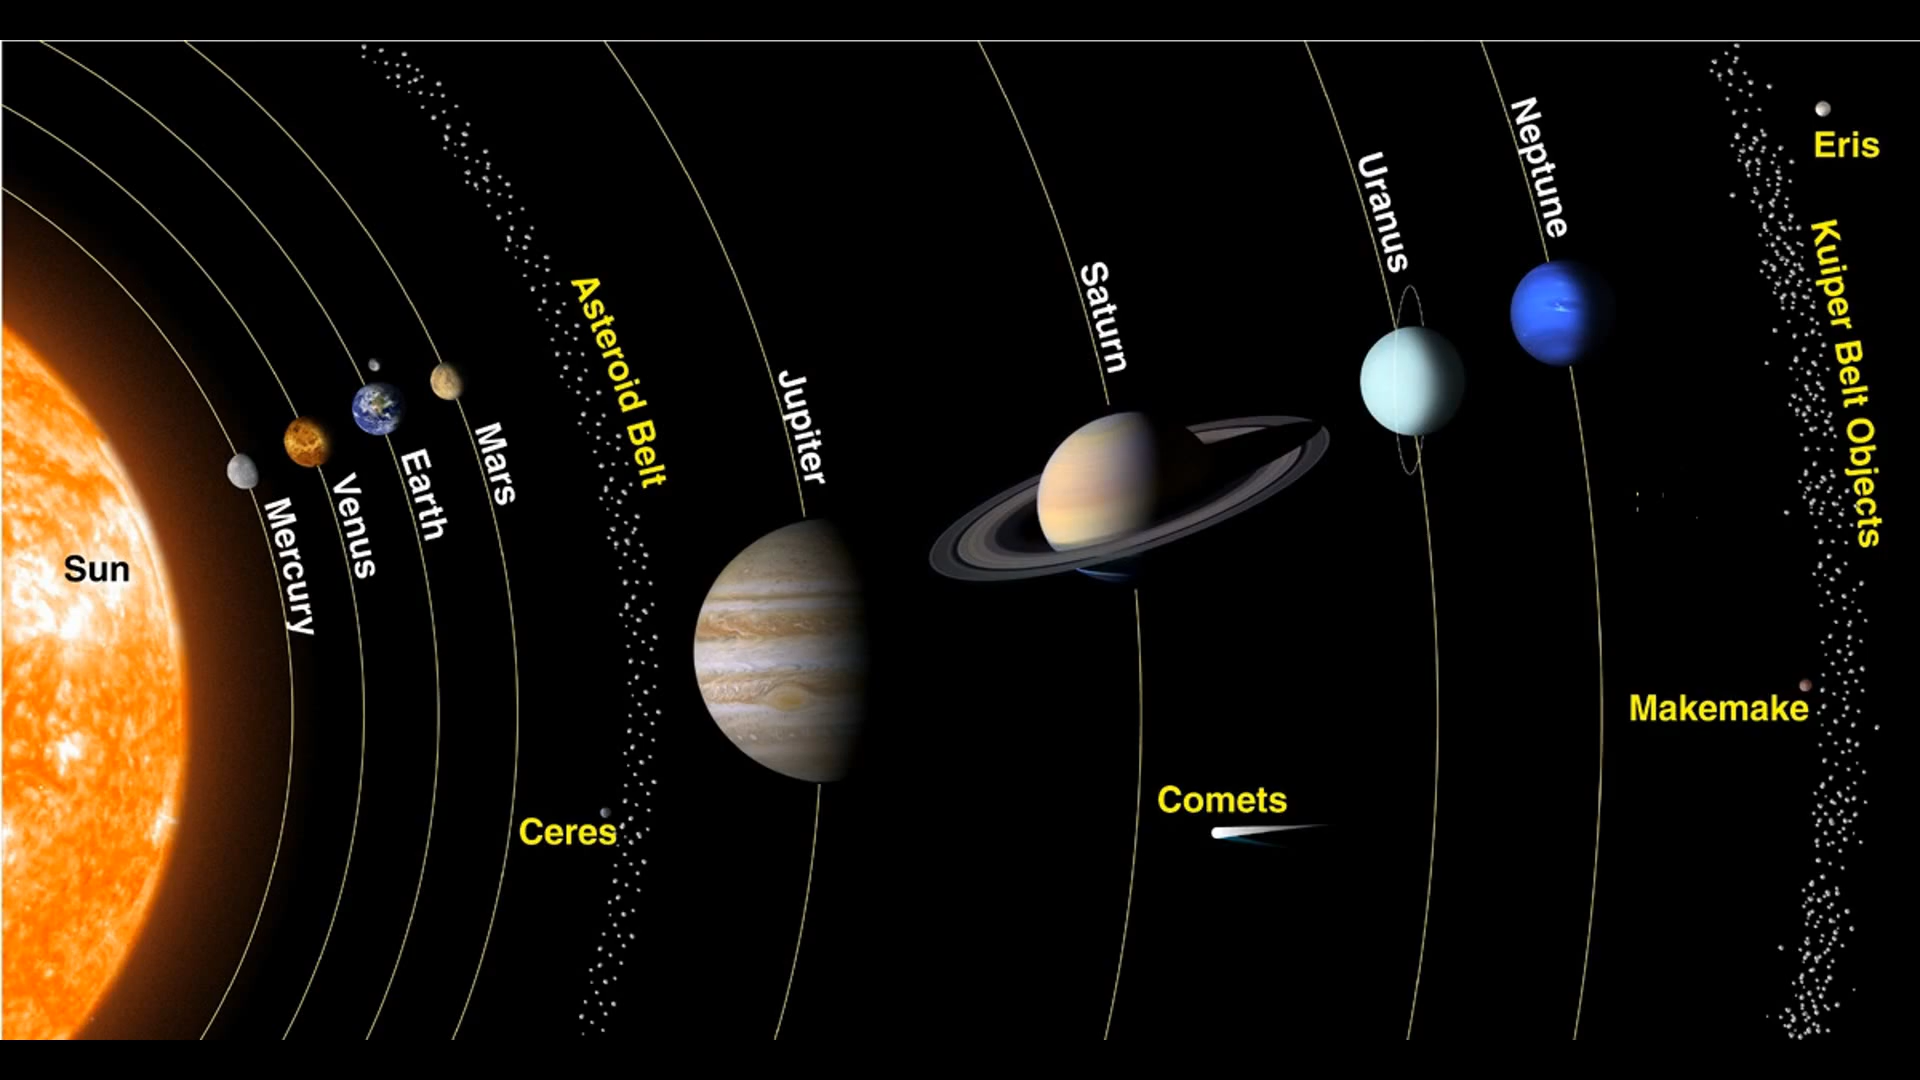 Sun
Mercury
Venus
Earth
Mars
Asteroid Belt
Ceres
Jupiter
Saturn
Comets
Uranus
Neptune
Eris
Kuiper Belt Objects
Makemake